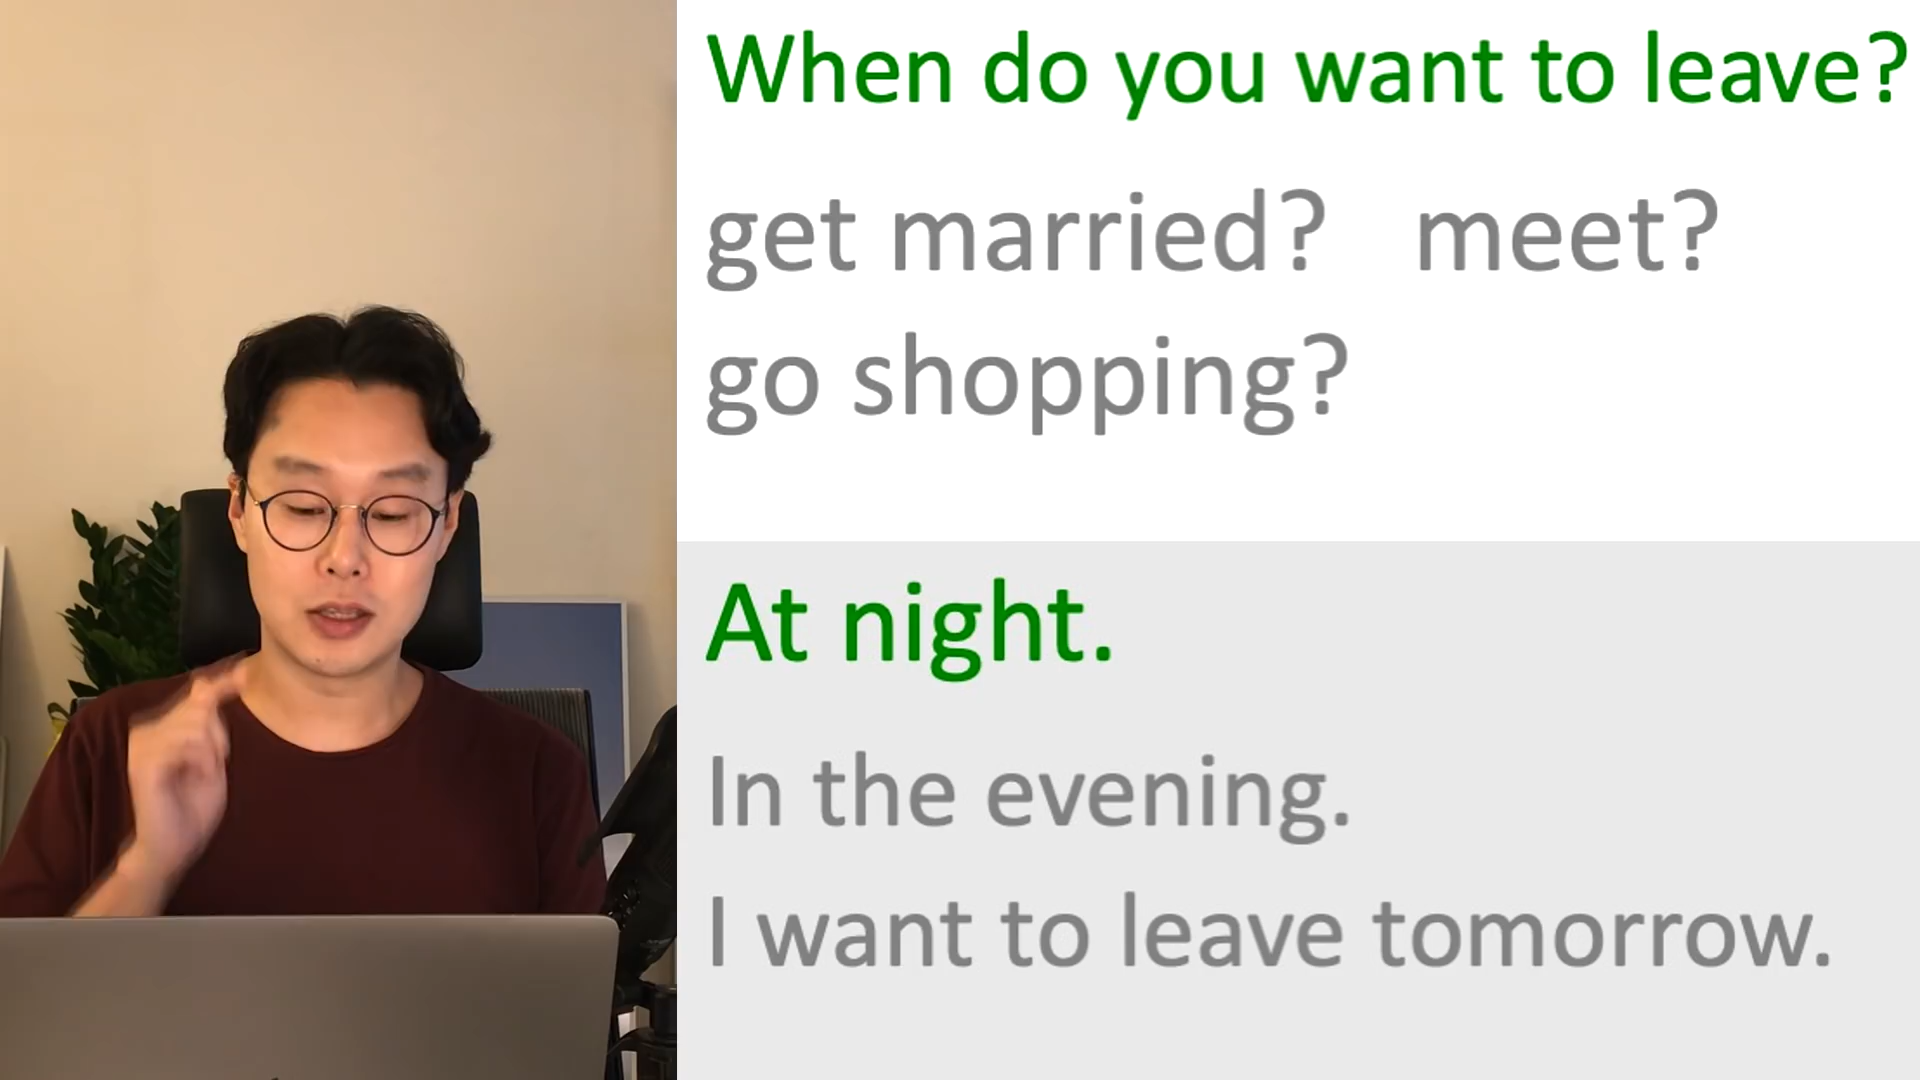 When do you want to leave?
get married?   meet?
go shopping?
At night.
In the evening.
I want to leave tomorrow.